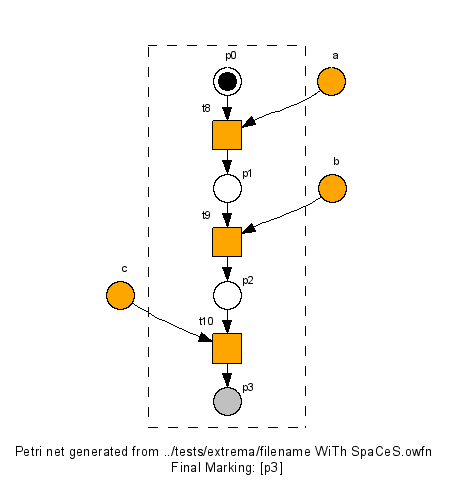 p0
a
t8
p1
b
t9
c
p2
t10
p3
Petri net generated from ../tests/extrema/filename WiTh SpaCeS.owfn
Final Marking: [p3]